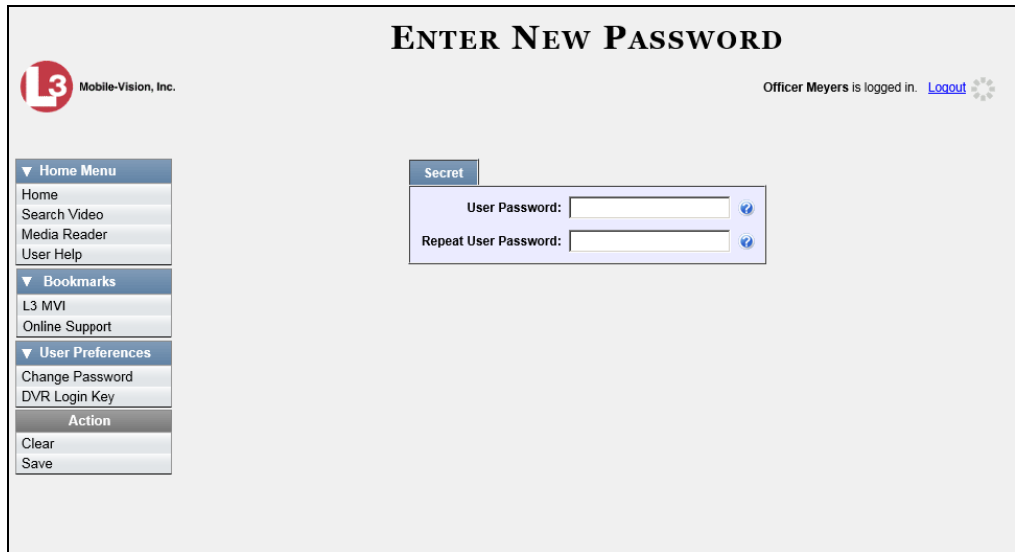 ENTER NEW PASSWORD
L3 Mobile-Vision, Inc.
Officer Meyers is logged in. Logout
▼ Home Menu
Home
Search Video
Media Reader
User Help
▼ Bookmarks
L3 MVI
Online Support
▼ User Preferences
Change Password
DVR Login Key
Action
Clear
Save
Secret
User Password: ?
Repeat User Password: ?